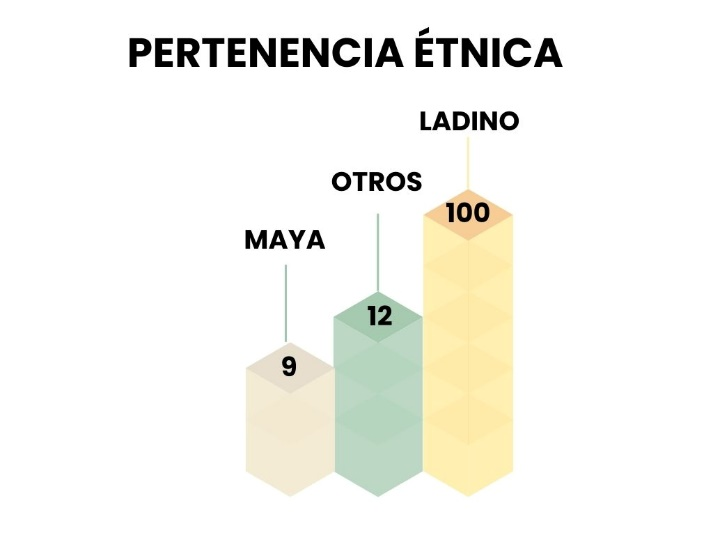 PERTENENCIA ÉTNICA
LADINO
OTROS
100
MAYA
12
9